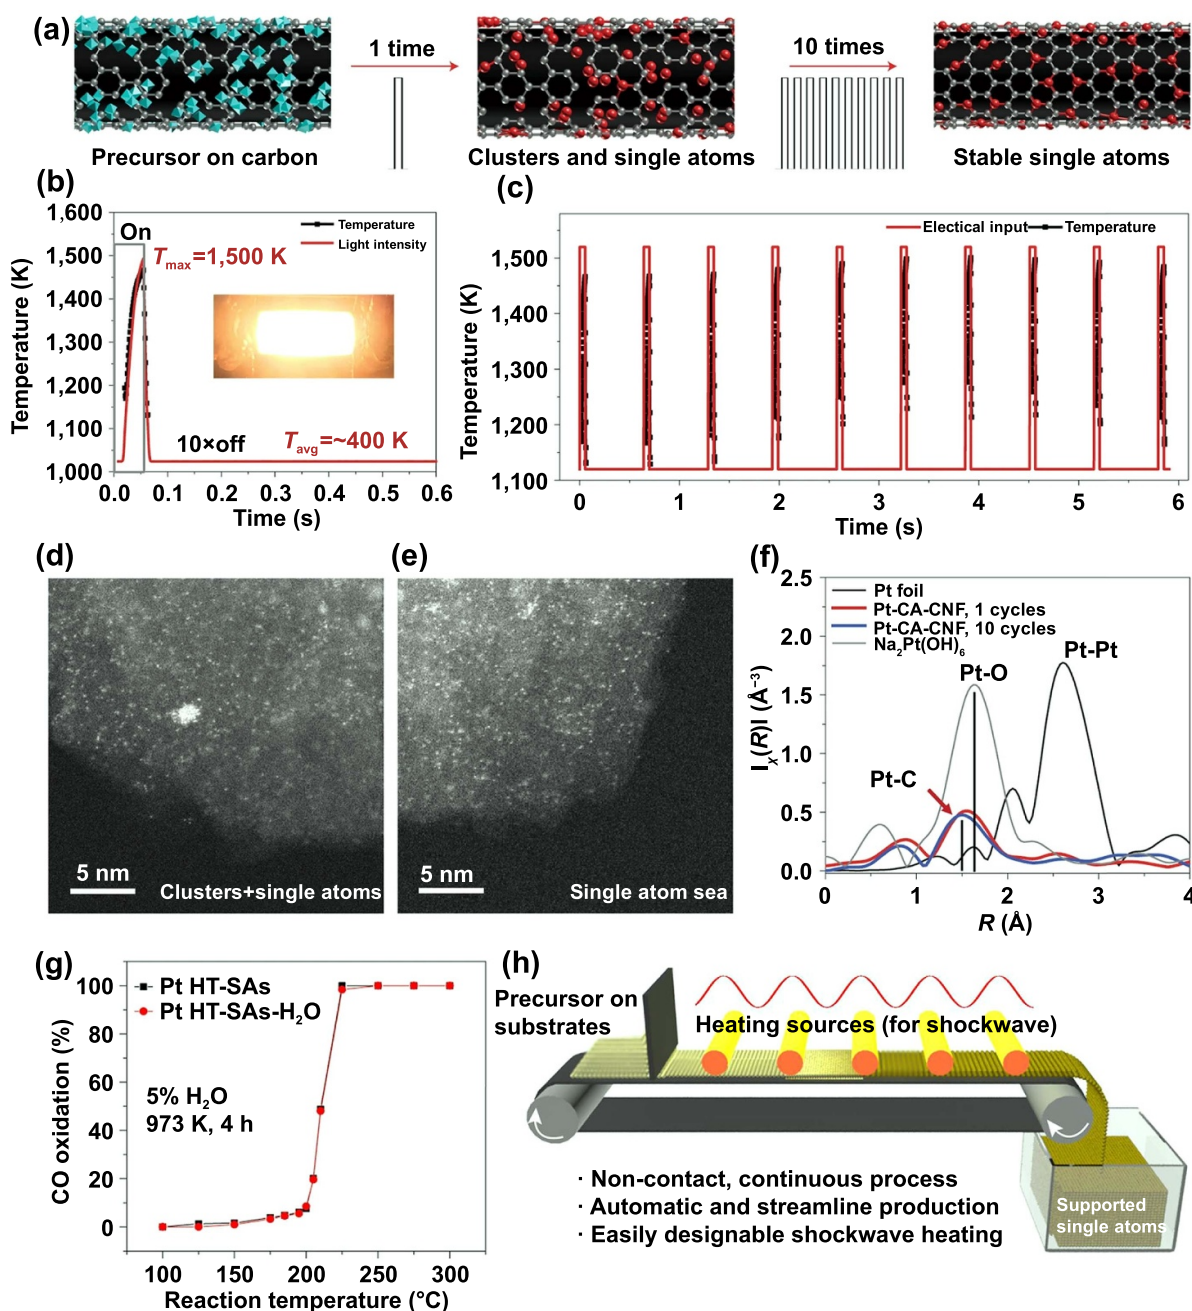 (a)
1 time
10 times
Precursor on carbon
Clusters and single atoms
Stable single atoms
(b)
1,600
1,500
1,400
1,300
1,200
1,100
1,000
Temperature (K)
On
Temperature
Light intensity
Tmax=1,500 K
10×off
Tavg=~400 K
0.0 0.1 0.2 0.3 0.4 0.5 0.6
Time (s)
(c)
Electical input
Temperature
1,500
1,400
1,300
1,200
1,100
Temperature (K)
0 1 2 3 4 5 6
Time (s)
(d)
5 nm
Clusters+single atoms
(e)
5 nm
Single atom sea
(f)
2.5
2.0
1.5
1.0
0.5
0.0
Iχ(R)I (Å⁻³)
Pt foil
Pt-CA-CNF, 1 cycles
Pt-CA-CNF, 10 cycles
Na₂Pt(OH)₆
Pt-Pt
Pt-O
Pt-C
0 1 2 3 4
R (Å)
(g)
100
80
60
40
20
0
CO oxidation (%)
Pt HT-SAs
Pt HT-SAs-H₂O
5% H₂O
973 K, 4 h
100 150 200 250 300
Reaction temperature (°C)
(h)
Precursor on
substrates
Heating sources (for shockwave)
· Non-contact, continuous process
· Automatic and streamline production
· Easily designable shockwave heating
Supported
single atoms